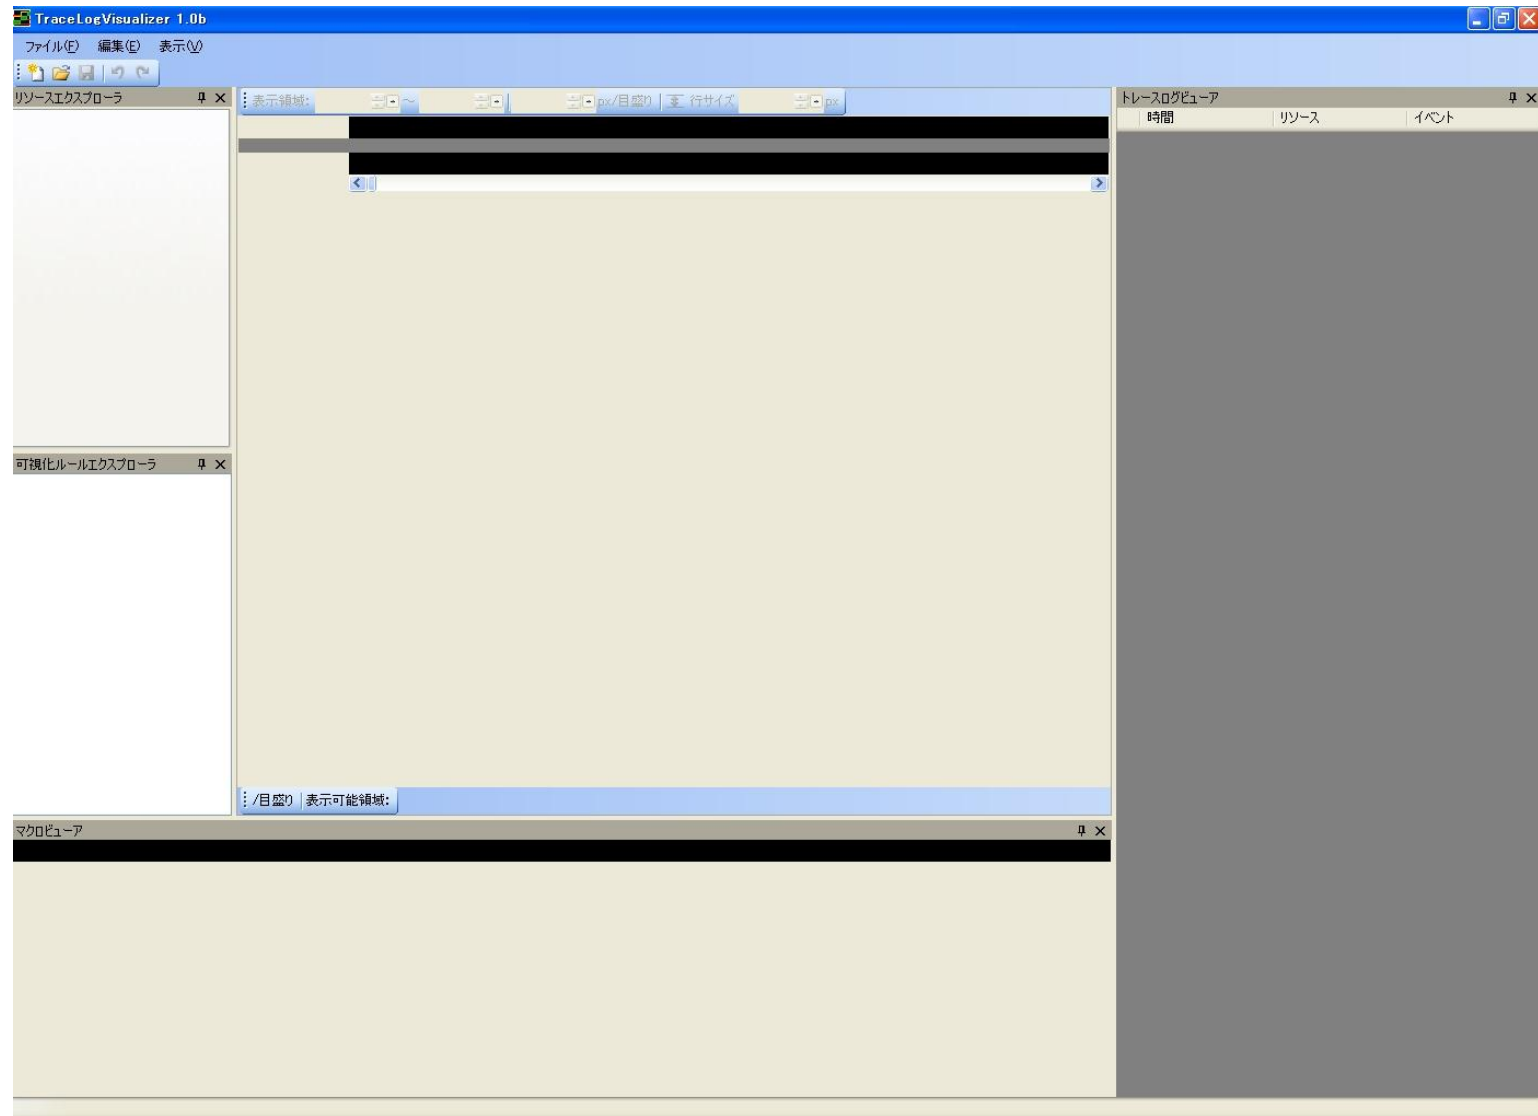 TraceLogVisualizer 1.0b
ファイル(F) 編集(E) 表示(V)
リソースエクスプローラ
表示領域: ～ px/目盛り 行サイズ px
トレースログビューア
時間 リソース イベント
可視化ルールエクスプローラ
/目盛り 表示可能領域:
マクロビューア